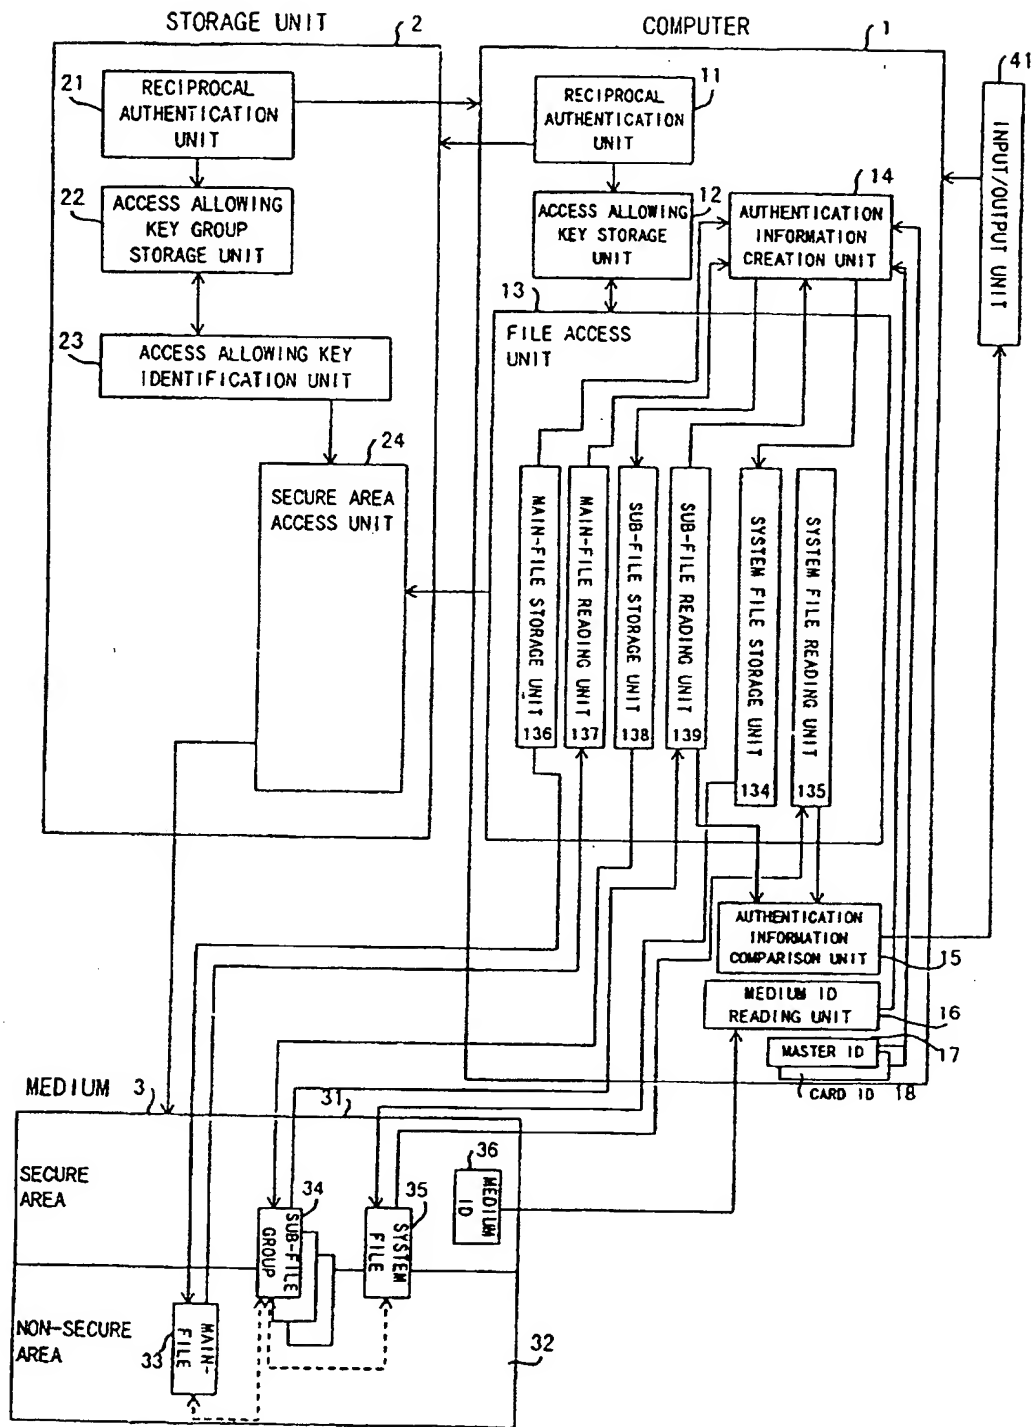 STORAGE UNIT
2
COMPUTER
1
41
21
RECIPROCAL
AUTHENTICATION
UNIT
11
RECIPROCAL
AUTHENTICATION
UNIT
INPUT/OUTPUT UNIT
22
ACCESS ALLOWING
KEY GROUP
STORAGE UNIT
12
ACCESS ALLOWING
KEY STORAGE
UNIT
14
AUTHENTICATION
INFORMATION
CREATION UNIT
13
FILE ACCESS
UNIT
23
ACCESS ALLOWING KEY
IDENTIFICATION UNIT
24
SECURE AREA
ACCESS UNIT
MAIN-FILE STORAGE UNIT
136
MAIN-FILE READING UNIT
137
SUB-FILE STORAGE UNIT
138
SUB-FILE READING UNIT
139
SYSTEM FILE STORAGE UNIT
134
SYSTEM FILE READING UNIT
135
AUTHENTICATION
INFORMATION
COMPARISON UNIT
15
MEDIUM ID
READING UNIT
16
17
MASTER ID
CARD ID
18
MEDIUM
3
31
SECURE
AREA
34
SUB-FILE
GROUP
35
SYSTEM
FILE
36
MEDIUM
ID
NON-SECURE
AREA
33
MAIN-
FILE
32